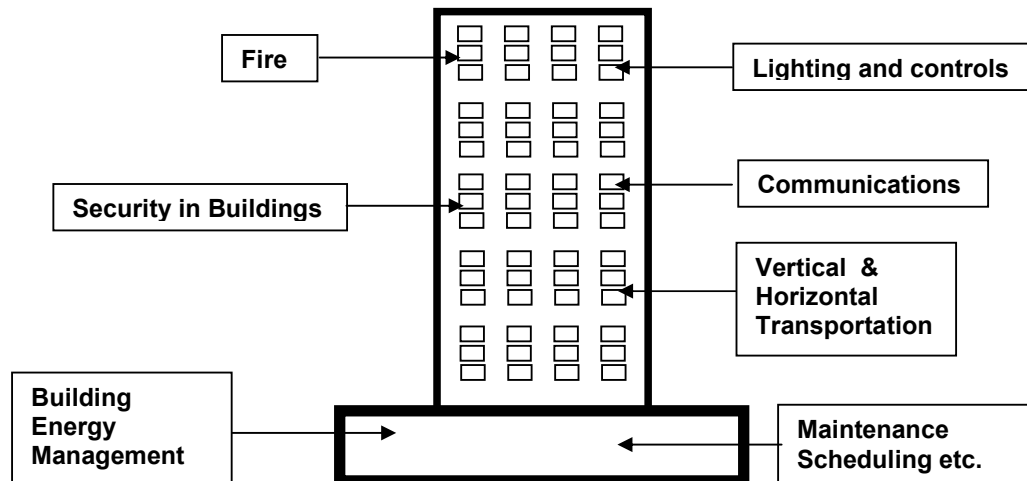 Fire
Lighting and controls
Security in Buildings
Communications
Vertical &
Horizontal
Transportation
Building
Energy
Management
Maintenance
Scheduling etc.